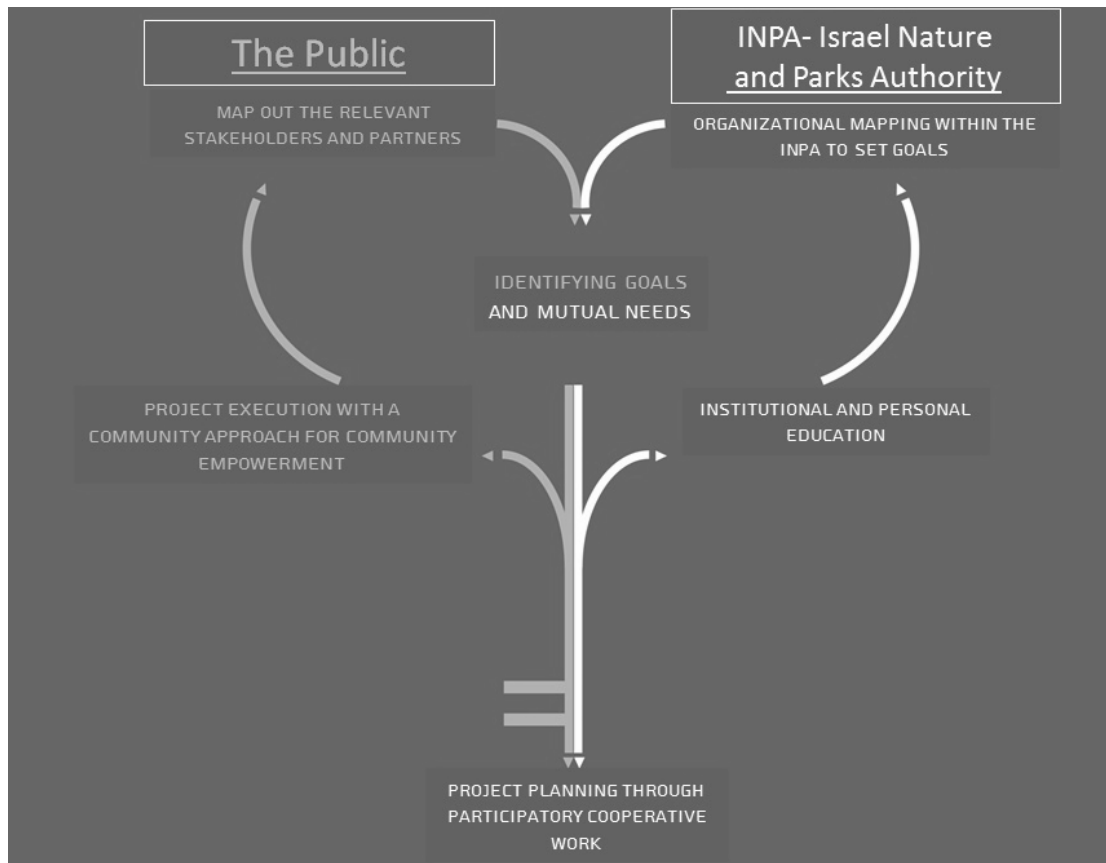 The Public
MAP OUT THE RELEVANT
STAKEHOLDERS AND PARTNERS
INPA- Israel Nature
and Parks Authority
ORGANIZATIONAL MAPPING WITHIN THE
INPA TO SET GOALS
IDENTIFYING GOALS
AND MUTUAL NEEDS
PROJECT EXECUTION WITH A
COMMUNITY APPROACH FOR COMMUNITY
EMPOWERMENT
INSTITUTIONAL AND PERSONAL
EDUCATION
PROJECT PLANNING THROUGH
PARTICIPATORY COOPERATIVE
WORK